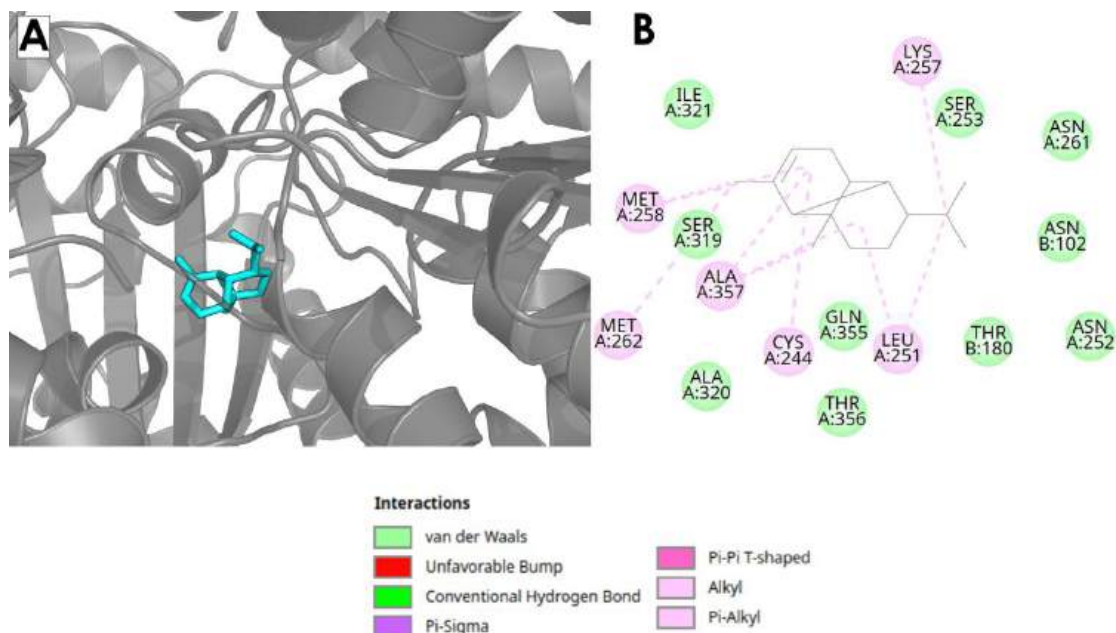 A
B
LYS
A:257
ILE
A:321
SER
A:253
ASN
A:261
MET
A:258
SER
A:319
ASN
B:102
ALA
A:357
MET
A:262
CYS
A:244
GLN
A:355
LEU
A:251
THR
B:180
ASN
A:252
ALA
A:320
THR
A:356
Interactions
van der Waals
Unfavorable Bump
Conventional Hydrogen Bond
Pi-Sigma
Pi-Pi T-shaped
Alkyl
Pi-Alkyl